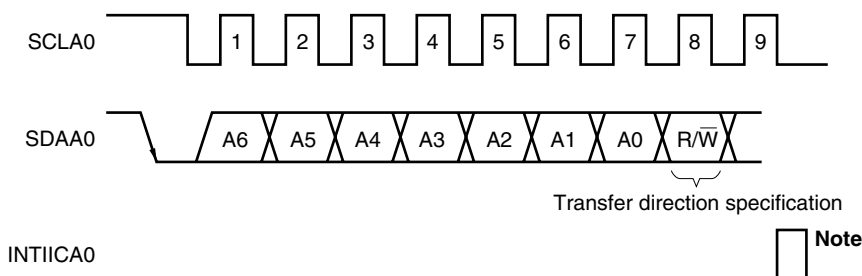 SCLA0 1 2 3 4 5 6 7 8 9
SDAA0 A6 A5 A4 A3 A2 A1 A0 R/W̅
Transfer direction specification
INTIICA0 Note